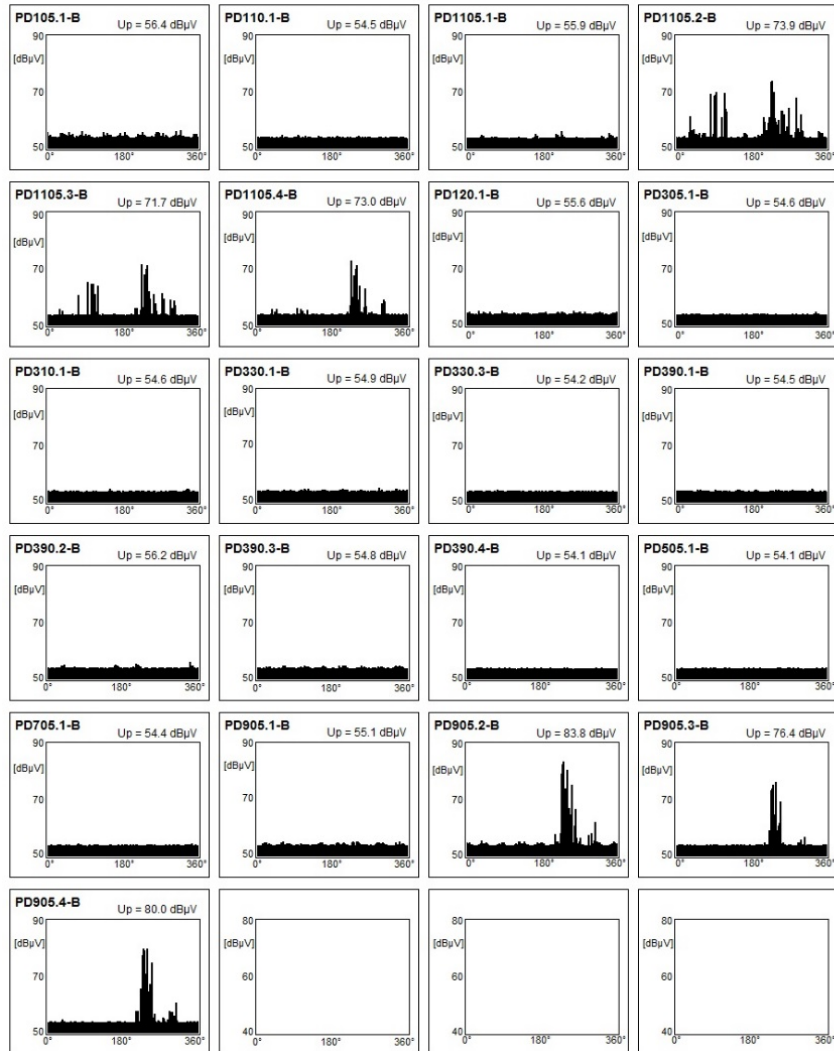 PD105.1-B Up = 56.4 dBµV
90
[dBµV]
70
50
0° 180° 360°
PD110.1-B Up = 54.5 dBµV
90
[dBµV]
70
50
0° 180° 360°
PD1105.1-B Up = 55.9 dBµV
90
[dBµV]
70
50
0° 180° 360°
PD1105.2-B Up = 73.9 dBµV
90
[dBµV]
70
50
0° 180° 360°
PD1105.3-B Up = 71.7 dBµV
90
[dBµV]
70
50
0° 180° 360°
PD1105.4-B Up = 73.0 dBµV
90
[dBµV]
70
50
0° 180° 360°
PD120.1-B Up = 55.6 dBµV
90
[dBµV]
70
50
0° 180° 360°
PD305.1-B Up = 54.6 dBµV
90
[dBµV]
70
50
0° 180° 360°
PD310.1-B Up = 54.6 dBµV
90
[dBµV]
70
50
0° 180° 360°
PD330.1-B Up = 54.9 dBµV
90
[dBµV]
70
50
0° 180° 360°
PD330.3-B Up = 54.2 dBµV
90
[dBµV]
70
50
0° 180° 360°
PD390.1-B Up = 54.5 dBµV
90
[dBµV]
70
50
0° 180° 360°
PD390.2-B Up = 56.2 dBµV
90
[dBµV]
70
50
0° 180° 360°
PD390.3-B Up = 54.8 dBµV
90
[dBµV]
70
50
0° 180° 360°
PD390.4-B Up = 54.1 dBµV
90
[dBµV]
70
50
0° 180° 360°
PD505.1-B Up = 54.1 dBµV
90
[dBµV]
70
50
0° 180° 360°
PD705.1-B Up = 54.4 dBµV
90
[dBµV]
70
50
0° 180° 360°
PD905.1-B Up = 55.1 dBµV
90
[dBµV]
70
50
0° 180° 360°
PD905.2-B Up = 83.8 dBµV
90
[dBµV]
70
50
0° 180° 360°
PD905.3-B Up = 76.4 dBµV
90
[dBµV]
70
50
0° 180° 360°
PD905.4-B Up = 80.0 dBµV
90
[dBµV]
70
50
0° 180° 360°
80
[dBµV]
60
40
0° 180° 360°
80
[dBµV]
60
40
0° 180° 360°
80
[dBµV]
60
40
0° 180° 360°